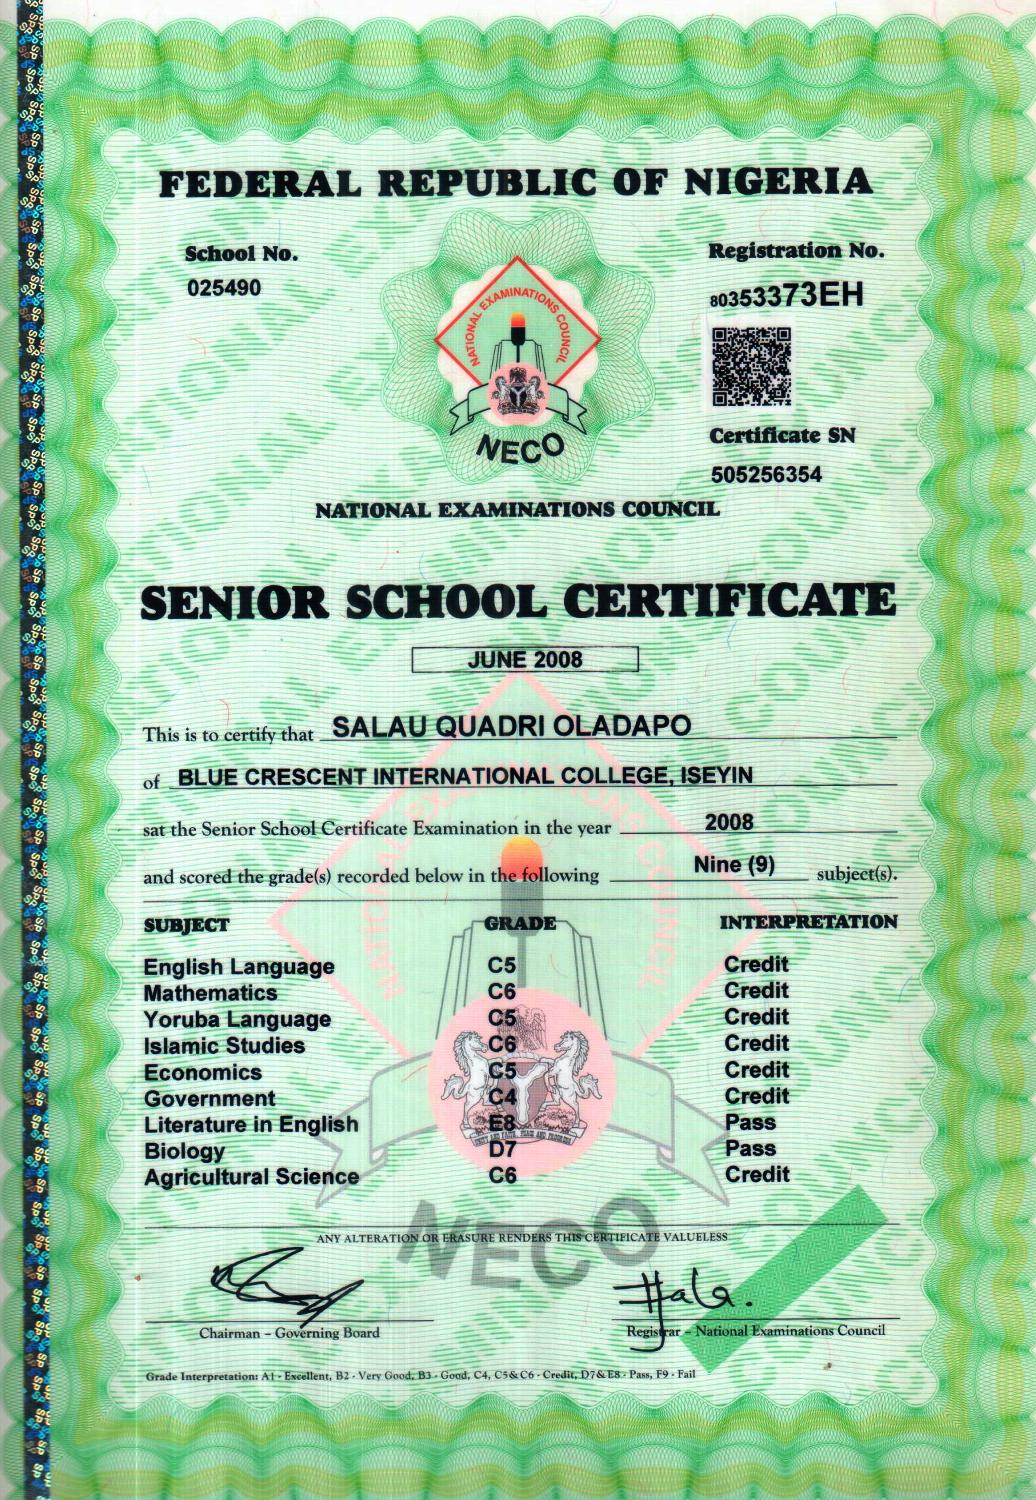 FEDERAL REPUBLIC OF NIGERIA
School No.
025490
Registration No.
80353373EH
NATIONAL EXAMINATIONS COUNCIL
NECO
Certificate SN
505256354
NATIONAL EXAMINATIONS COUNCIL
SENIOR SCHOOL CERTIFICATE
JUNE 2008
This is to certify that SALAU QUADRI OLADAPO
of BLUE CRESCENT INTERNATIONAL COLLEGE, ISEYIN
sat the Senior School Certificate Examination in the year 2008
and scored the grade(s) recorded below in the following Nine (9) subject(s).
SUBJECT GRADE INTERPRETATION
English Language C5 Credit
Mathematics C6 Credit
Yoruba Language C5 Credit
Islamic Studies C6 Credit
Economics C5 Credit
Government C4 Credit
Literature in English E8 Pass
Biology D7 Pass
Agricultural Science C6 Credit
NECO
ANY ALTERATION OR ERASURE RENDERS THIS CERTIFICATE VALUELESS
Chairman – Governing Board
Registrar – National Examinations Council
Grade Interpretation: A1 - Excellent, B2 - Very Good, B3 - Good, C4, C5 & C6 - Credit, D7 & E8 - Pass, F9 - Fail